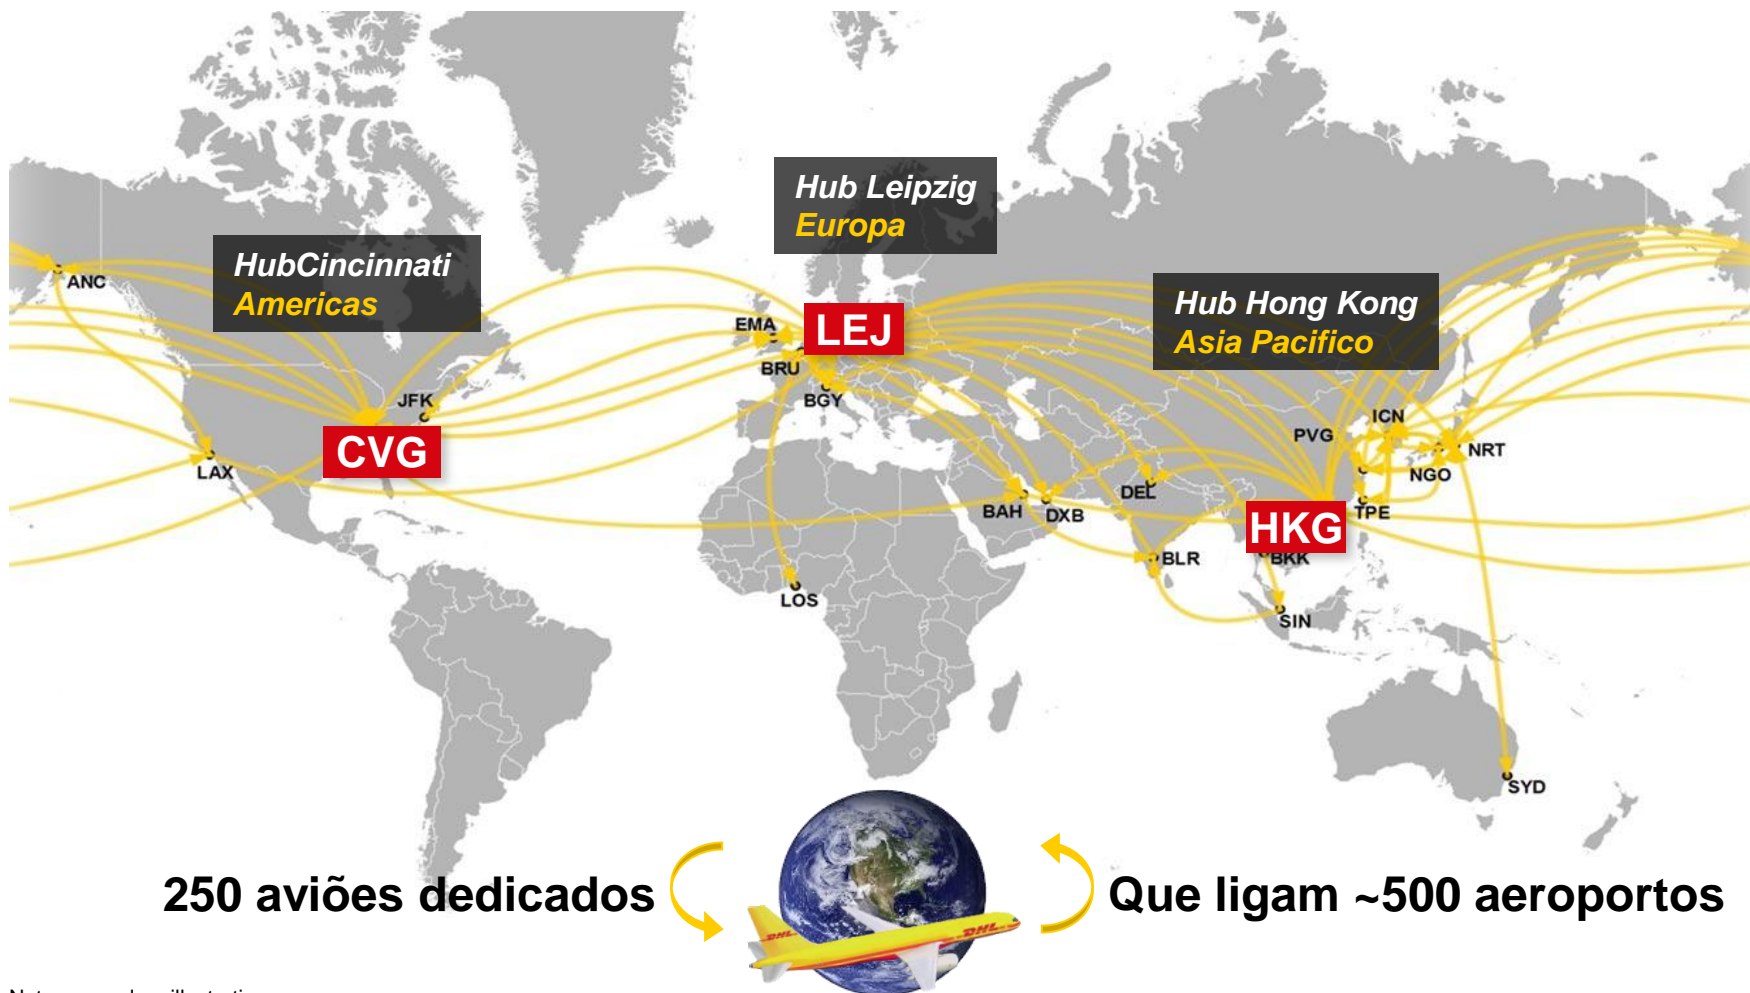 Hub Leipzig
Europa
HubCincinnati
Americas
Hub Hong Kong
Asia Pacifico
ANC
EMA
LEJ
BRU
BGY
JFK
CVG
LAX
ICN
PVG
NRT
NGO
DEL
BAH
DXB
HKG
TPE
BLR
BKK
LOS
SIN
SYD
250 aviões dedicados
Que ligam ~500 aeroportos
DHL
DHL